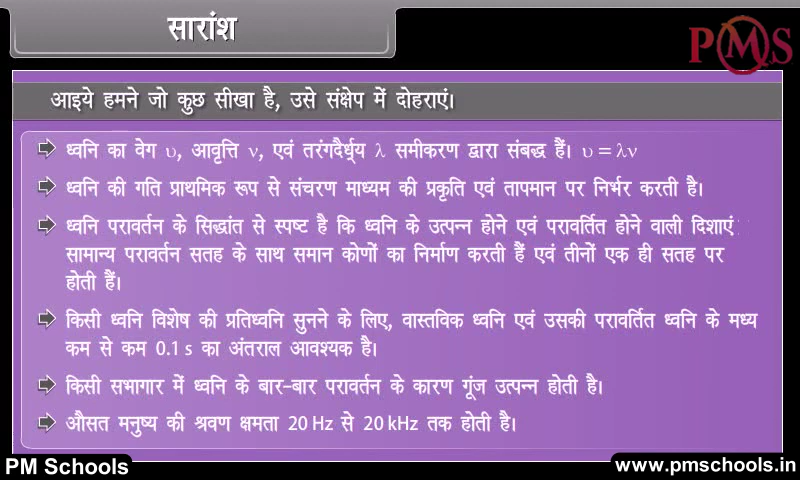 सारांश
PMS
आइये हमने जो कुछ सीखा है, उसे संक्षेप में दोहराएं।
ध्वनि का वेग υ, आवृत्ति ν, एवं तरंगदैर्ध्य λ समीकरण द्वारा संबद्ध हैं। υ = λν
ध्वनि की गति प्राथमिक रूप से संचरण माध्यम की प्रकृति एवं तापमान पर निर्भर करती है।
ध्वनि परावर्तन के सिद्धांत से स्पष्ट है कि ध्वनि के उत्पन्न होने एवं परावर्तित होने वाली दिशाएं
सामान्य परावर्तन सतह के साथ समान कोणों का निर्माण करती हैं एवं तीनों एक ही सतह पर
होती हैं।
किसी ध्वनि विशेष की प्रतिध्वनि सुनने के लिए, वास्तविक ध्वनि एवं उसकी परावर्तित ध्वनि के मध्य
कम से कम 0.1 s का अंतराल आवश्यक है।
किसी सभागार में ध्वनि के बार-बार परावर्तन के कारण गूंज उत्पन्न होती है।
औसत मनुष्य की श्रवण क्षमता 20 Hz से 20 kHz तक होती है।
PM Schools
www.pmschools.in